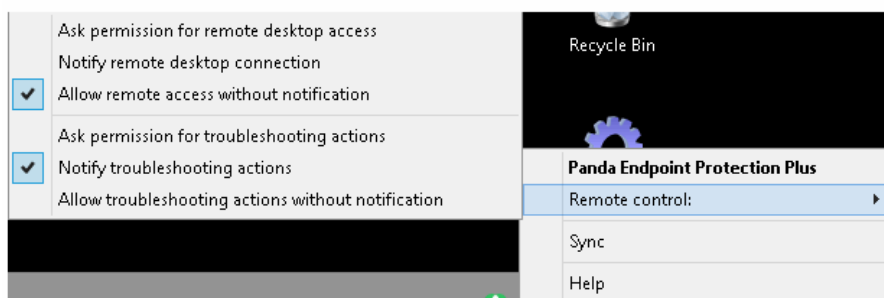 Ask permission for remote desktop access
Notify remote desktop connection
Allow remote access without notification
Ask permission for troubleshooting actions
Notify troubleshooting actions
Allow troubleshooting actions without notification
Recycle Bin
Panda Endpoint Protection Plus
Remote control:
Sync
Help